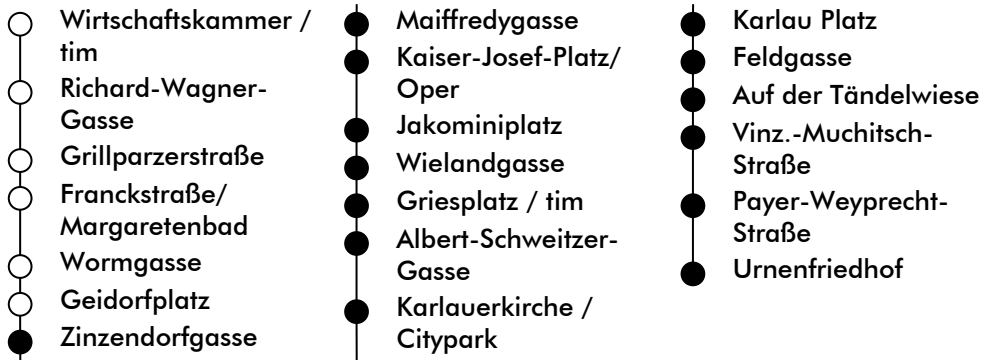 Wirtschaftskammer /
tim
Richard-Wagner-
Gasse
Grillparzerstraße
Franckstraße/
Margaretenbad
Wormgasse
Geidorfplatz
Zinzendorfgasse
Maiffredygasse
Kaiser-Josef-Platz/
Oper
Jakominiplatz
Wielandgasse
Griesplatz / tim
Albert-Schweitzer-
Gasse
Karlauerkirche /
Citypark
Karlau Platz
Feldgasse
Auf der Tändelwiese
Vinz.-Muchitsch-
Straße
Payer-Weyprecht-
Straße
Urnenfriedhof